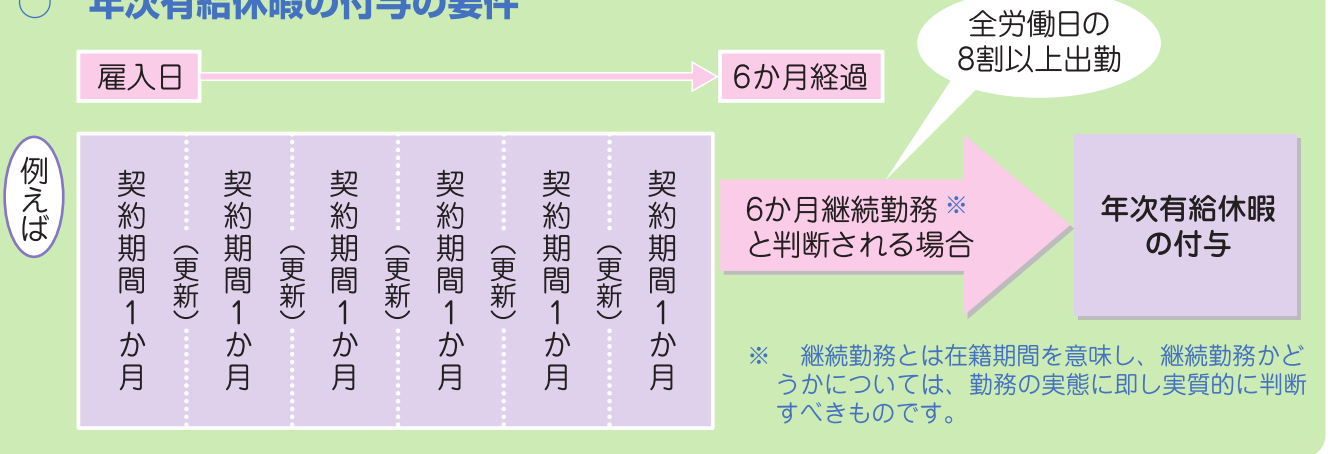 ○ 年次有給休暇の付与の要件
全労働日の
8割以上出勤
雇入日
6か月経過
例えば
契約期間1か月
(更新)
契約期間1か月
(更新)
契約期間1か月
(更新)
契約期間1か月
(更新)
契約期間1か月
(更新)
契約期間1か月
6か月継続勤務※
と判断される場合
年次有給休暇
の付与
※ 継続勤務とは在籍期間を意味し、継続勤務かど
うかについては、勤務の実態に即し実質的に判断
すべきものです。